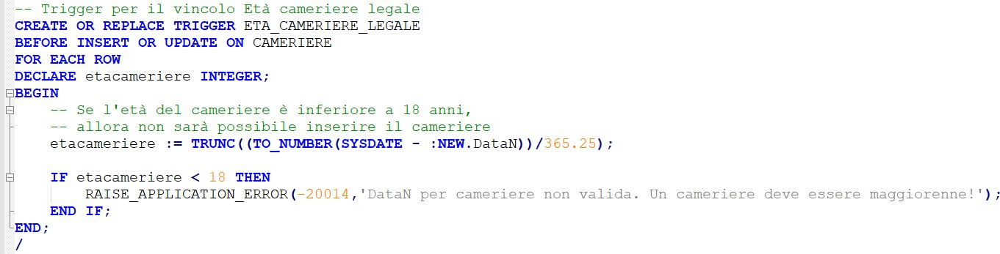 -- Trigger per il vincolo Età cameriere legale
CREATE OR REPLACE TRIGGER ETA_CAMERIERE_LEGALE
BEFORE INSERT OR UPDATE ON CAMERIERE
FOR EACH ROW
DECLARE etacameriere INTEGER;
BEGIN
    -- Se l'età del cameriere è inferiore a 18 anni,
    -- allora non sarà possibile inserire il cameriere
    etacameriere := TRUNC((TO_NUMBER(SYSDATE - :NEW.DataN))/365.25);

    IF etacameriere < 18 THEN
        RAISE_APPLICATION_ERROR(-20014,'DataN per cameriere non valida. Un cameriere deve essere maggiorenne!');
    END IF;
END;
/